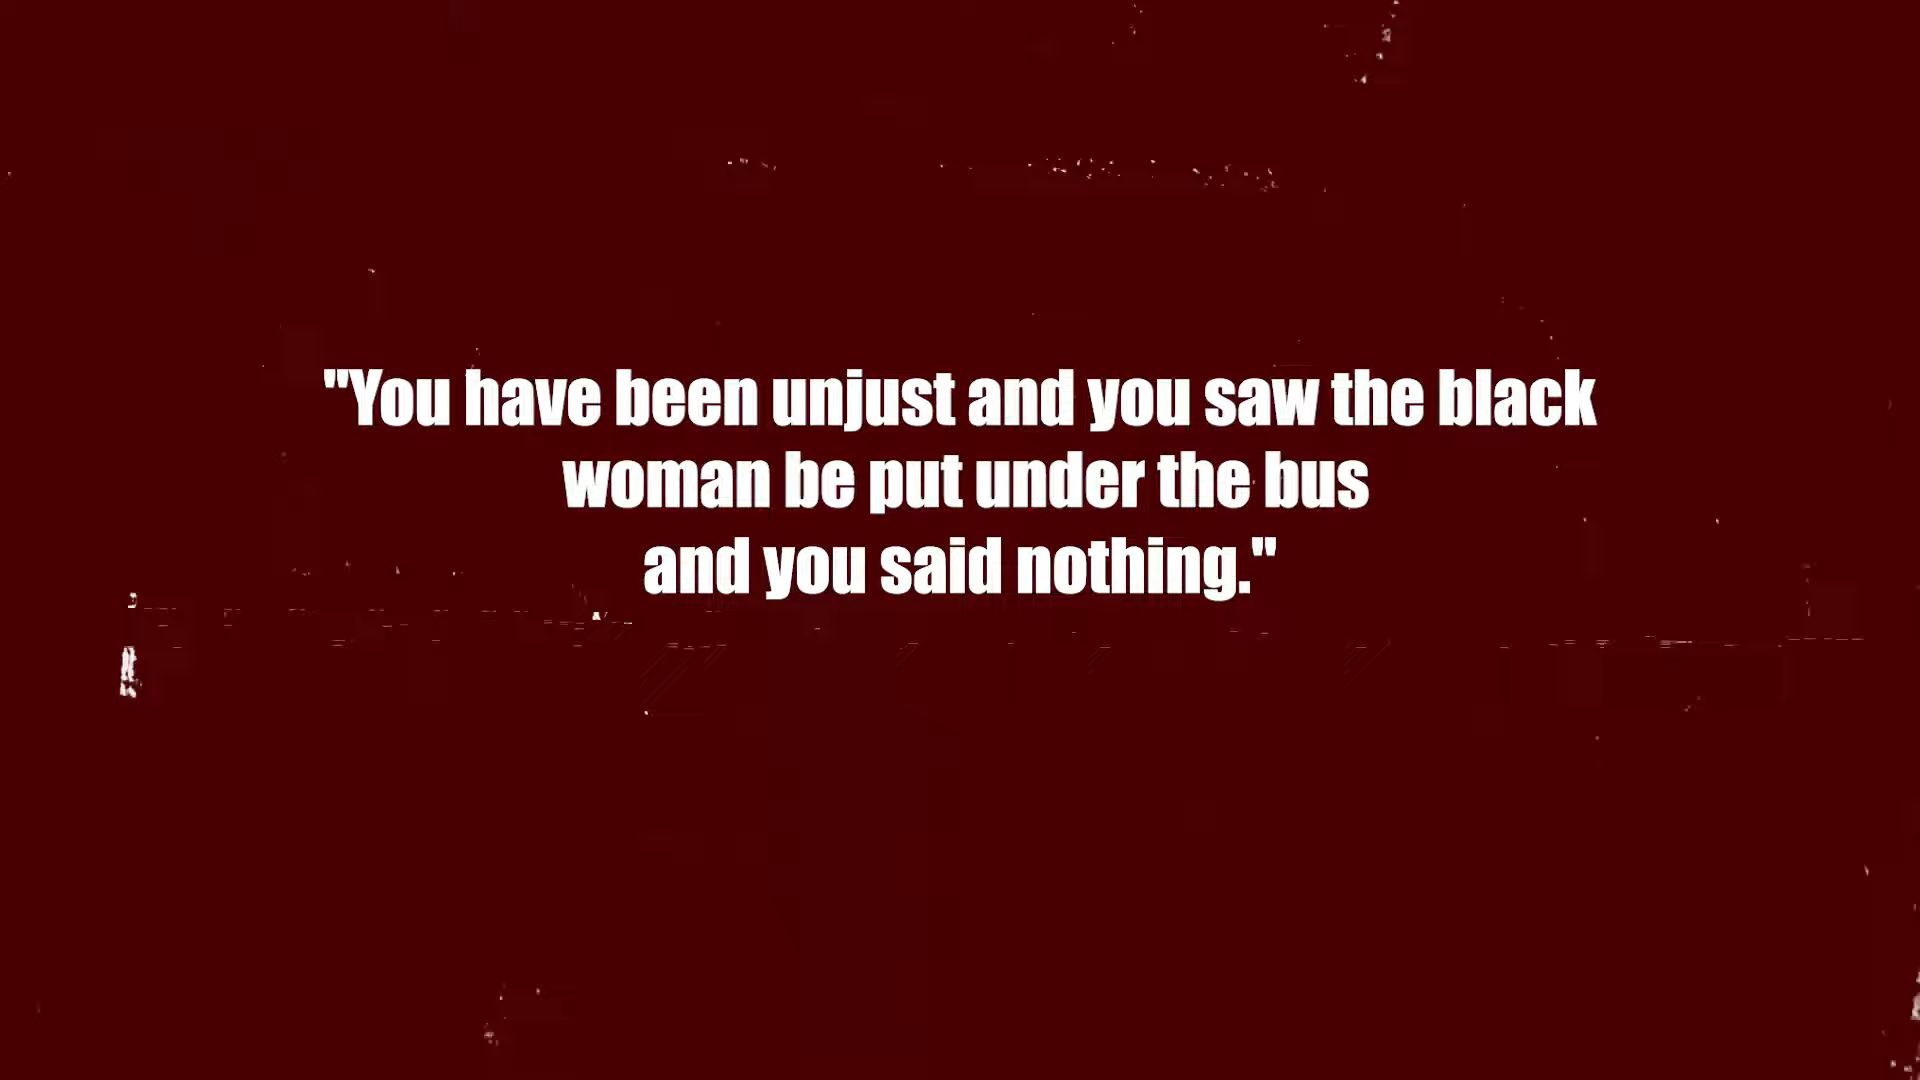 "You have been unjust and you saw the black
woman be put under the bus
and you said nothing."